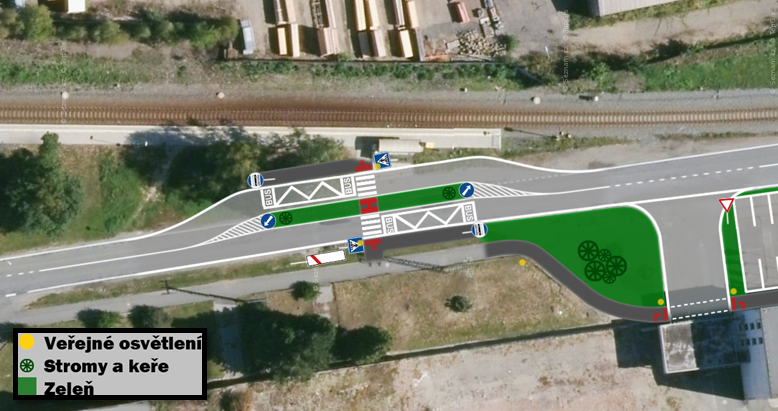 BUS
BUS
BUS
BUS
Veřejné osvětlení
Stromy a keře
Zeleň